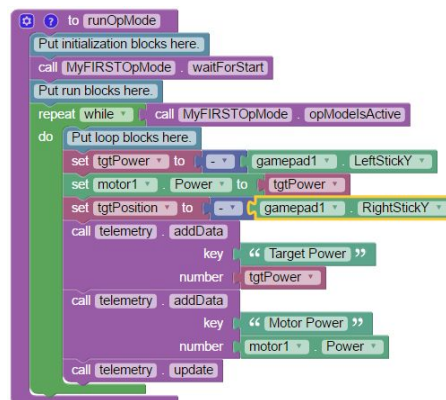 to runOpMode
Put initialization blocks here.
call MyFIRSTOpMode . waitForStart
Put run blocks here.
repeat while call MyFIRSTOpMode . opModeIsActive
do Put loop blocks here.
set tgtPower to - gamepad1 . LeftStickY
set motor1 . Power to tgtPower
set tgtPosition to - gamepad1 . RightStickY
call telemetry . addData
key “ Target Power ”
number tgtPower
call telemetry . addData
key “ Motor Power ”
number motor1 . Power
call telemetry . update